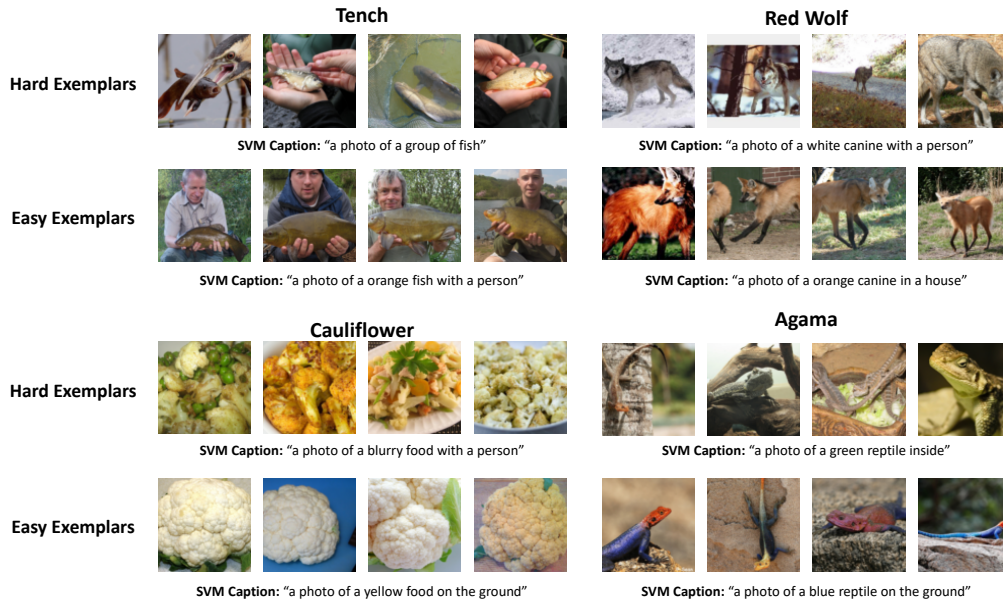 Tench
Red Wolf
Hard Exemplars
SVM Caption: “a photo of a group of fish”
SVM Caption: “a photo of a white canine with a person”
Easy Exemplars
SVM Caption: “a photo of a orange fish with a person”
SVM Caption: “a photo of a orange canine in a house”
Cauliflower
Agama
Hard Exemplars
SVM Caption: “a photo of a blurry food with a person”
SVM Caption: “a photo of a green reptile inside”
Easy Exemplars
SVM Caption: “a photo of a yellow food on the ground”
SVM Caption: “a photo of a blue reptile on the ground”